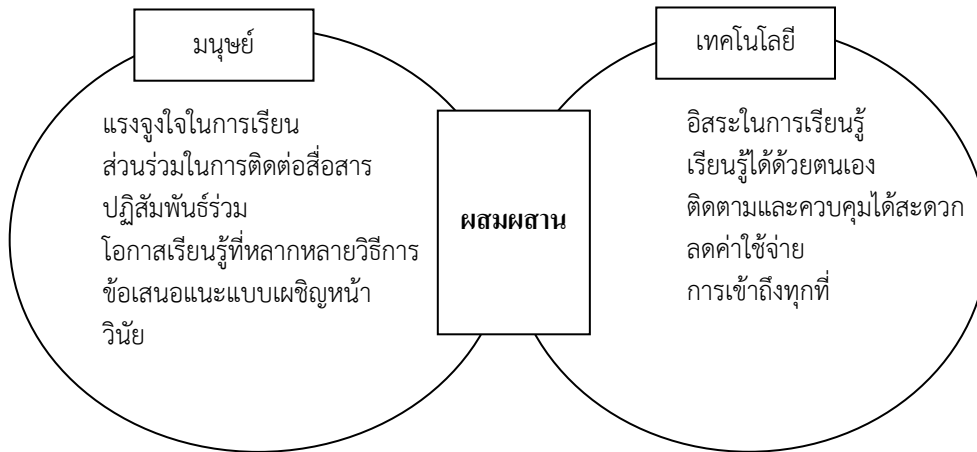 มนุษย์
แรงจูงใจในการเรียน
ส่วนร่วมในการติดต่อสื่อสาร
ปฏิสัมพันธ์ร่วม
โอกาสเรียนรู้ที่หลากหลายวิธีการ
ข้อเสนอแนะแบบเผชิญหน้า
วินัย
ผสมผสาน
เทคโนโลยี
อิสระในการเรียนรู้
เรียนรู้ได้ด้วยตนเอง
ติดตามและควบคุมได้สะดวก
ลดค่าใช้จ่าย
การเข้าถึงทุกที่